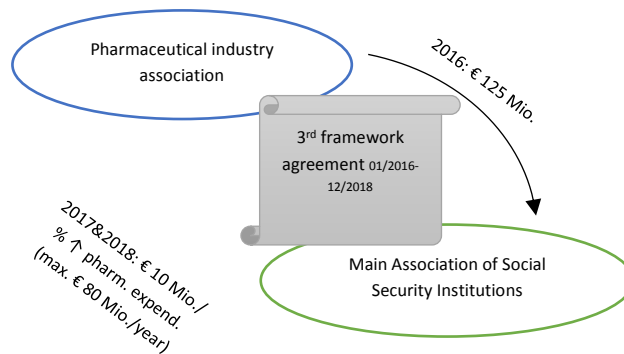 Pharmaceutical industry
association
2016: € 125 Mio.
3rd framework
agreement 01/2016-
12/2018
2017&2018: € 10 Mio./
% ↑ pharm. expend.
(max. € 80 Mio./year)
Main Association of Social
Security Institutions